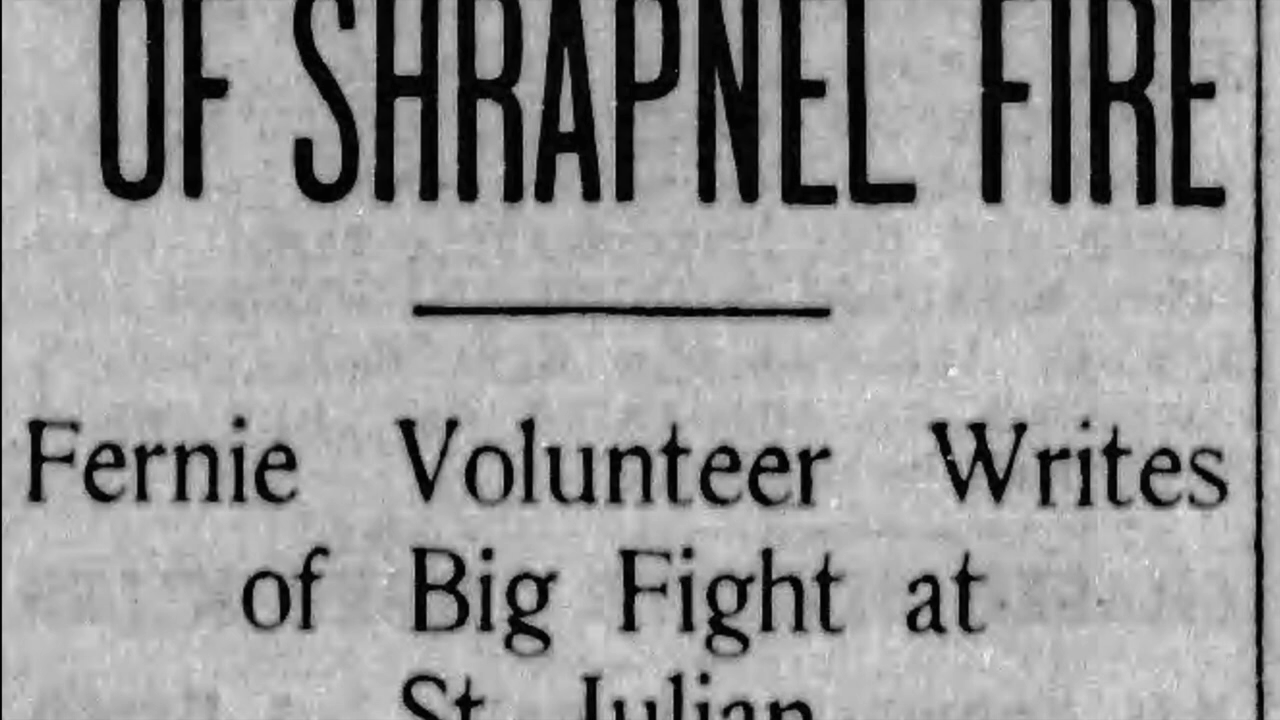 OF SHRAPNEL FIRE
Fernie Volunteer Writes
of Big Fight at
St. Julian